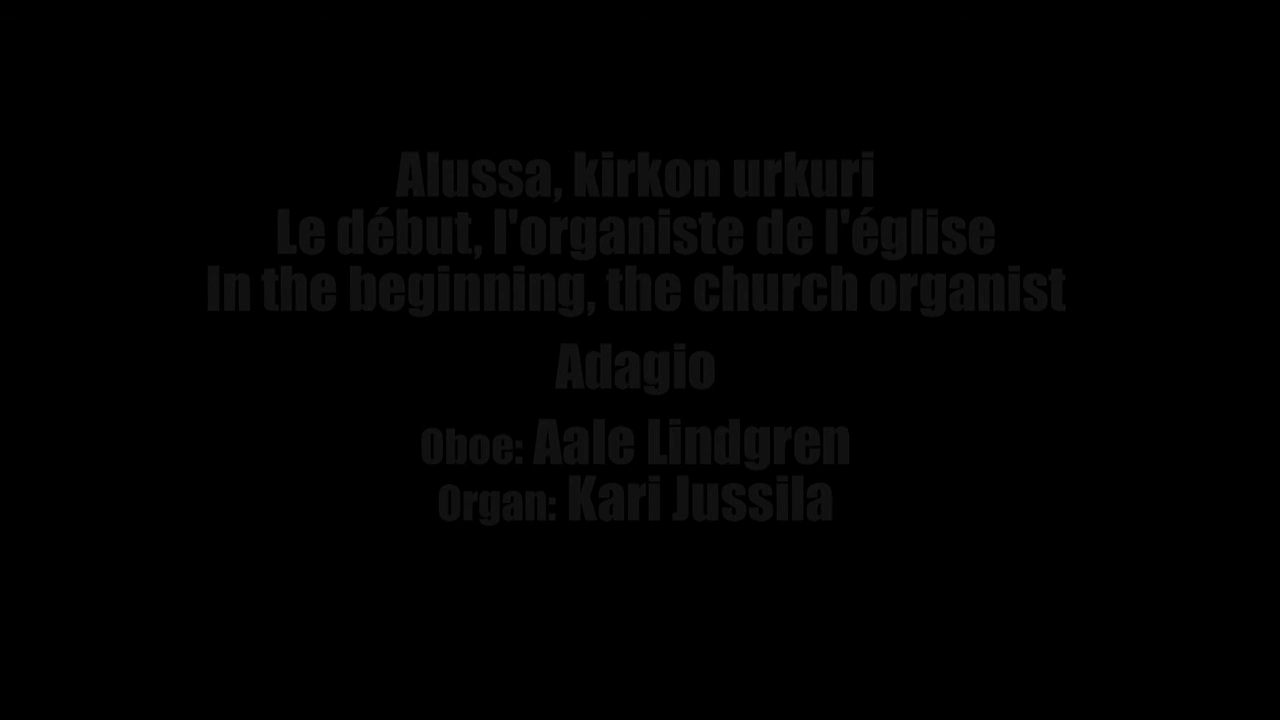 Alussa, kirkon urkuri
Le début, l'organiste de l'église
In the beginning, the church organist
Adagio
Oboe: Aale Lindgren
Organ: Kari Jussila